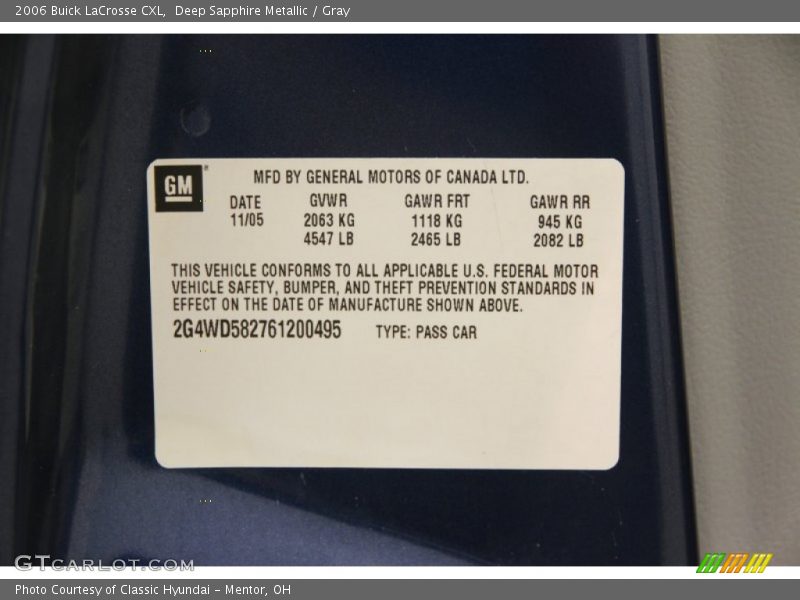 2006 Buick LaCrosse CXL,  Deep Sapphire Metallic / Gray
GM
MFD BY GENERAL MOTORS OF CANADA LTD.
DATE GVWR GAWR FRT GAWR RR
11/05 2063 KG 1118 KG 945 KG
4547 LB 2465 LB 2082 LB
THIS VEHICLE CONFORMS TO ALL APPLICABLE U.S. FEDERAL MOTOR
VEHICLE SAFETY, BUMPER, AND THEFT PREVENTION STANDARDS IN
EFFECT ON THE DATE OF MANUFACTURE SHOWN ABOVE.
2G4WD582761200495 TYPE: PASS CAR
GTcarlot.com
Photo Courtesy of Classic Hyundai - Mentor, OH